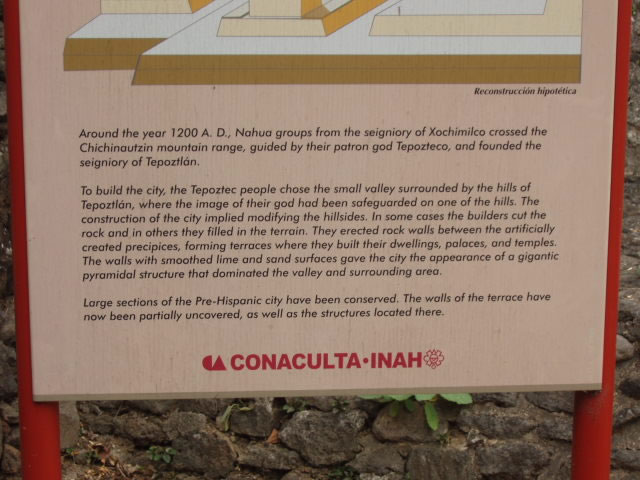 Reconstrucción hipotética
Around the year 1200 A. D., Nahua groups from the seigniory of Xochimilco crossed the
Chichinautzin mountain range, guided by their patron god Tepozteco, and founded the
seigniory of Tepoztlán.
To build the city, the Tepoztec people chose the small valley surrounded by the hills of
Tepoztlán, where the image of their god had been safeguarded on one of the hills. The
construction of the city implied modifying the hillsides. In some cases the builders cut the
rock and in others they filled in the terrain. They erected rock walls between the artificially
created precipices, forming terraces where they built their dwellings, palaces, and temples.
The walls with smoothed lime and sand surfaces gave the city the appearance of a gigantic
pyramidal structure that dominated the valley and surrounding area.
Large sections of the Pre-Hispanic city have been conserved. The walls of the terrace have
now been partially uncovered, as well as the structures located there.
CONACULTA•INAH